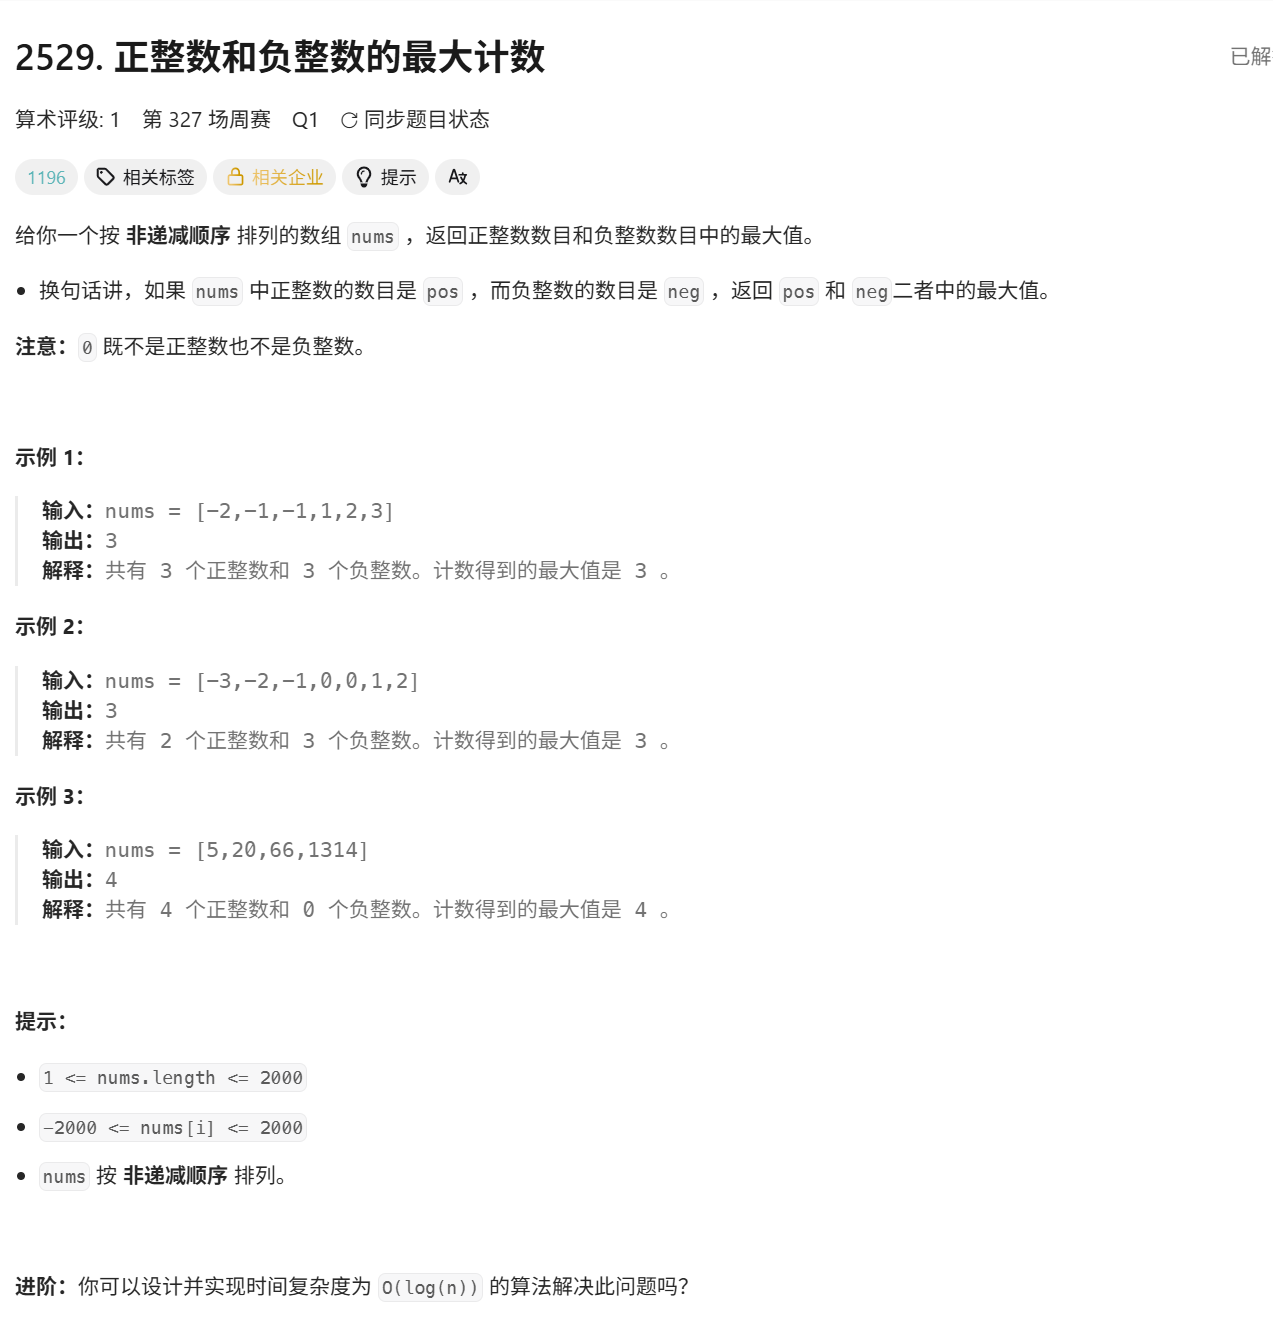 2529. 正整数和负整数的最大计数
已解
算术评级: 1 第 327 场周赛 Q1 同步题目状态
1196 相关标签 相关企业 提示
给你一个按 非递减顺序 排列的数组 nums ，返回正整数数目和负整数数目中的最大值。
换句话讲，如果 nums 中正整数的数目是 pos ，而负整数的数目是 neg ，返回 pos 和 neg二者中的最大值。
注意：0 既不是正整数也不是负整数。
示例 1：
输入：nums = [-2,-1,-1,1,2,3]
输出：3
解释：共有 3 个正整数和 3 个负整数。计数得到的最大值是 3 。
示例 2：
输入：nums = [-3,-2,-1,0,0,1,2]
输出：3
解释：共有 2 个正整数和 3 个负整数。计数得到的最大值是 3 。
示例 3：
输入：nums = [5,20,66,1314]
输出：4
解释：共有 4 个正整数和 0 个负整数。计数得到的最大值是 4 。
提示：
1 <= nums.length <= 2000
-2000 <= nums[i] <= 2000
nums 按 非递减顺序 排列。
进阶：你可以设计并实现时间复杂度为 O(log(n)) 的算法解决此问题吗？